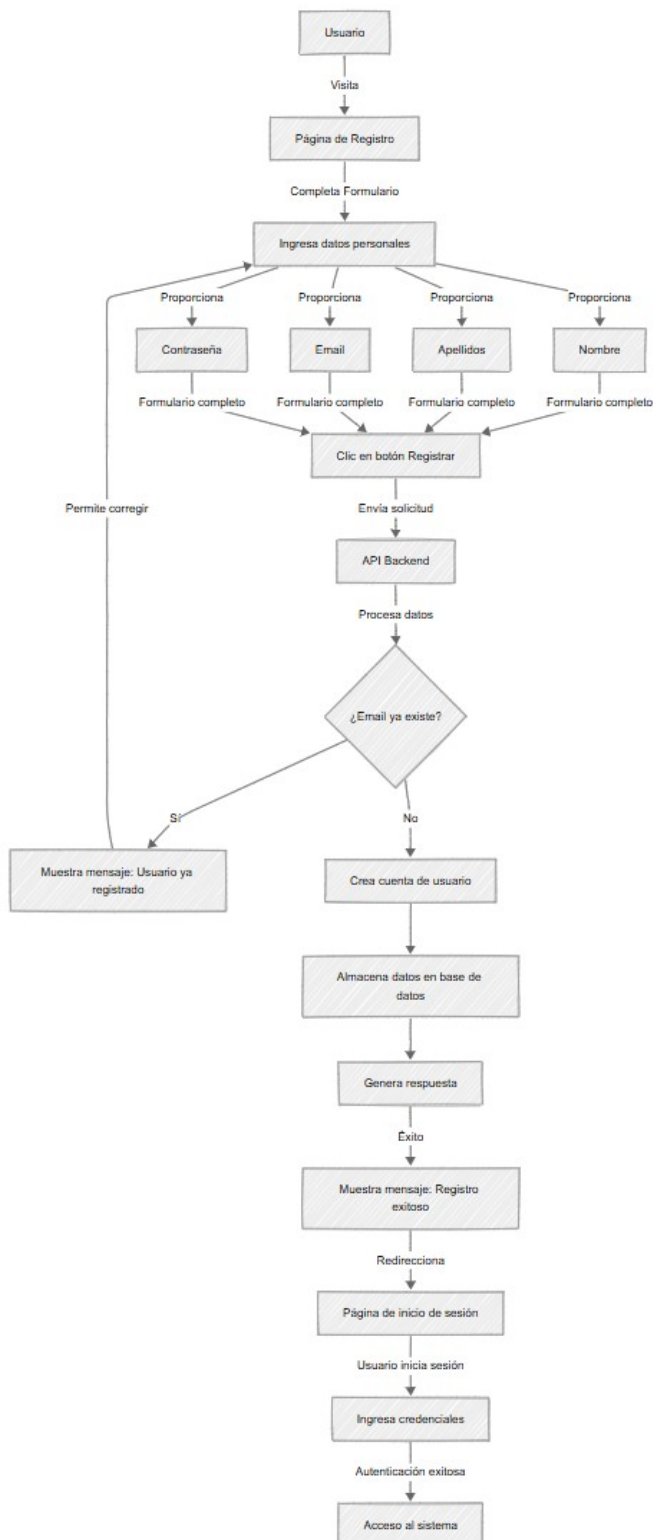 Usuario
Visita
Página de Registro
Completa Formulario
Ingresa datos personales
Proporciona Proporciona Proporciona Proporciona
Contraseña Email Apellidos Nombre
Formulario completo Formulario completo Formulario completo Formulario completo
Clic en botón Registrar
Permite corregir
Envía solicitud
API Backend
Procesa datos
¿Email ya existe?
Sí
No
Muestra mensaje: Usuario ya
registrado
Crea cuenta de usuario
Almacena datos en base de
datos
Genera respuesta
Éxito
Muestra mensaje: Registro
exitoso
Redirecciona
Página de inicio de sesión
Usuario inicia sesión
Ingresa credenciales
Autenticación exitosa
Acceso al sistema